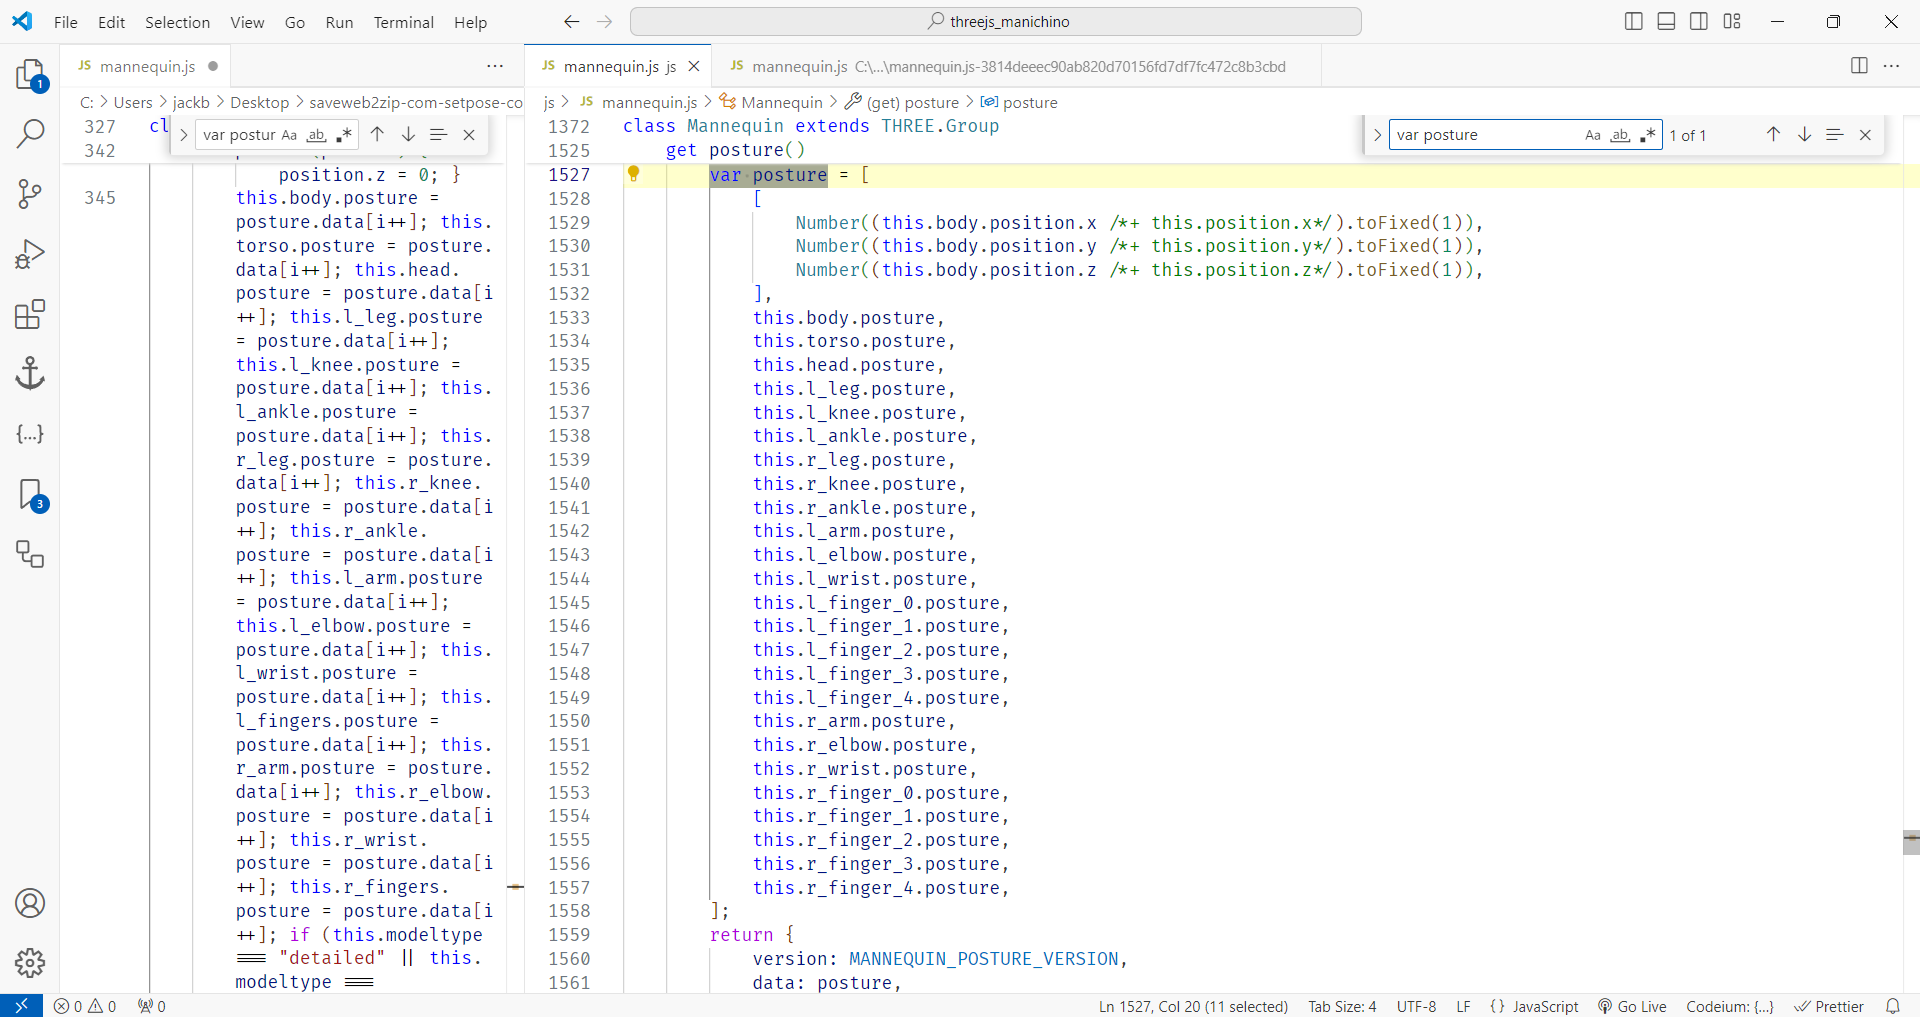 File Edit Selection View Go Run Terminal Help
threejs_manichino
JS mannequin.js
JS mannequin.js js
JS mannequin.js C:\...\mannequin.js-3814deeec90ab820d70156fd7df7fc472c8b3cbd
C: > Users > jackb > Desktop > saveweb2zip-com-setpose-co
js > JS mannequin.js > Mannequin > (get) posture > posture
327 cl
342
var postur Aa ab
position.z = 0; }
345 this.body.posture =
posture.data[i++]; this.
torso.posture = posture.
data[i++]; this.head.
posture = posture.data[i
++]; this.l_leg.posture
= posture.data[i++];
this.l_knee.posture =
posture.data[i++]; this.
l_ankle.posture =
posture.data[i++]; this.
r_leg.posture = posture.
data[i++]; this.r_knee.
posture = posture.data[i
++]; this.r_ankle.
posture = posture.data[i
++]; this.l_arm.posture
= posture.data[i++];
this.l_elbow.posture =
posture.data[i++]; this.
l_wrist.posture =
posture.data[i++]; this.
l_fingers.posture =
posture.data[i++]; this.
r_arm.posture = posture.
data[i++]; this.r_elbow.
posture = posture.data[i
++]; this.r_wrist.
posture = posture.data[i
++]; this.r_fingers.
posture = posture.data[i
++]; if (this.modeltype
=== "detailed" || this.
modeltype ===
var posture Aa ab 1 of 1
1372 class Mannequin extends THREE.Group
1525 get posture()
1527 var posture = [
1528 [
1529 Number((this.body.position.x /*+ this.position.x*/).toFixed(1)),
1530 Number((this.body.position.y /*+ this.position.y*/).toFixed(1)),
1531 Number((this.body.position.z /*+ this.position.z*/).toFixed(1)),
1532 ],
1533 this.body.posture,
1534 this.torso.posture,
1535 this.head.posture,
1536 this.l_leg.posture,
1537 this.l_knee.posture,
1538 this.l_ankle.posture,
1539 this.r_leg.posture,
1540 this.r_knee.posture,
1541 this.r_ankle.posture,
1542 this.l_arm.posture,
1543 this.l_elbow.posture,
1544 this.l_wrist.posture,
1545 this.l_finger_0.posture,
1546 this.l_finger_1.posture,
1547 this.l_finger_2.posture,
1548 this.l_finger_3.posture,
1549 this.l_finger_4.posture,
1550 this.r_arm.posture,
1551 this.r_elbow.posture,
1552 this.r_wrist.posture,
1553 this.r_finger_0.posture,
1554 this.r_finger_1.posture,
1555 this.r_finger_2.posture,
1556 this.r_finger_3.posture,
1557 this.r_finger_4.posture,
1558 ];
1559 return {
1560 version: MANNEQUIN_POSTURE_VERSION,
1561 data: posture,
1
3
0 0 0
Ln 1527, Col 20 (11 selected) Tab Size: 4 UTF-8 LF {} JavaScript Go Live Codeium: {...} Prettier